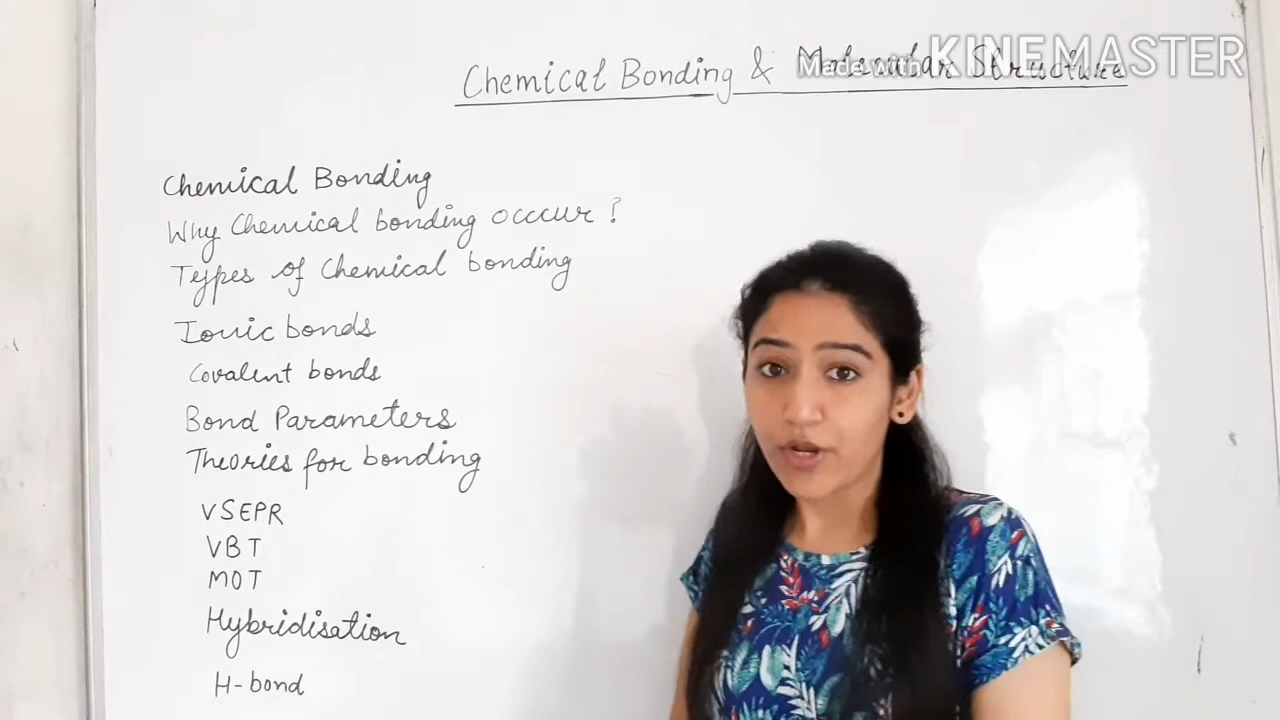 Chemical Bonding & Molecular Structure
Made with KINEMASTER
Chemical Bonding
Why Chemical bonding occcur ?
Types of Chemical bonding
Ionic bonds
Covalent bonds
Bond Parameters
Theories for bonding
VSEPR
VBT
MOT
Hybridisation
H-bond